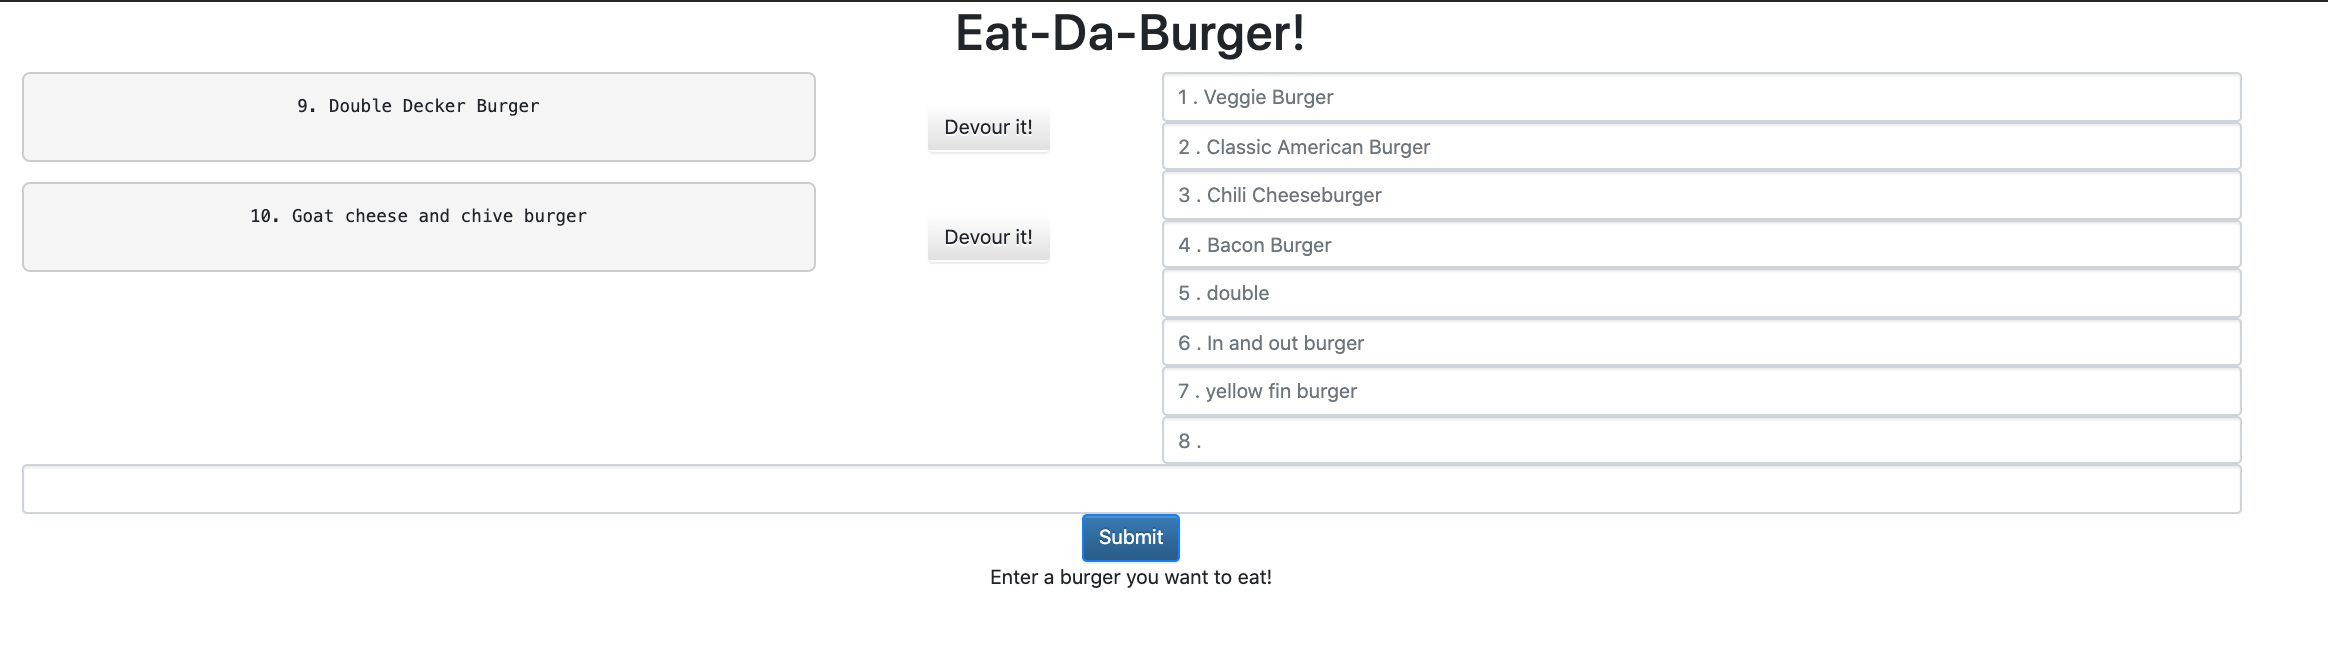 Eat-Da-Burger!
9. Double Decker Burger
Devour it!
10. Goat cheese and chive burger
Devour it!
1 . Veggie Burger
2 . Classic American Burger
3 . Chili Cheeseburger
4 . Bacon Burger
5 . double
6 . In and out burger
7 . yellow fin burger
8 .
Submit
Enter a burger you want to eat!